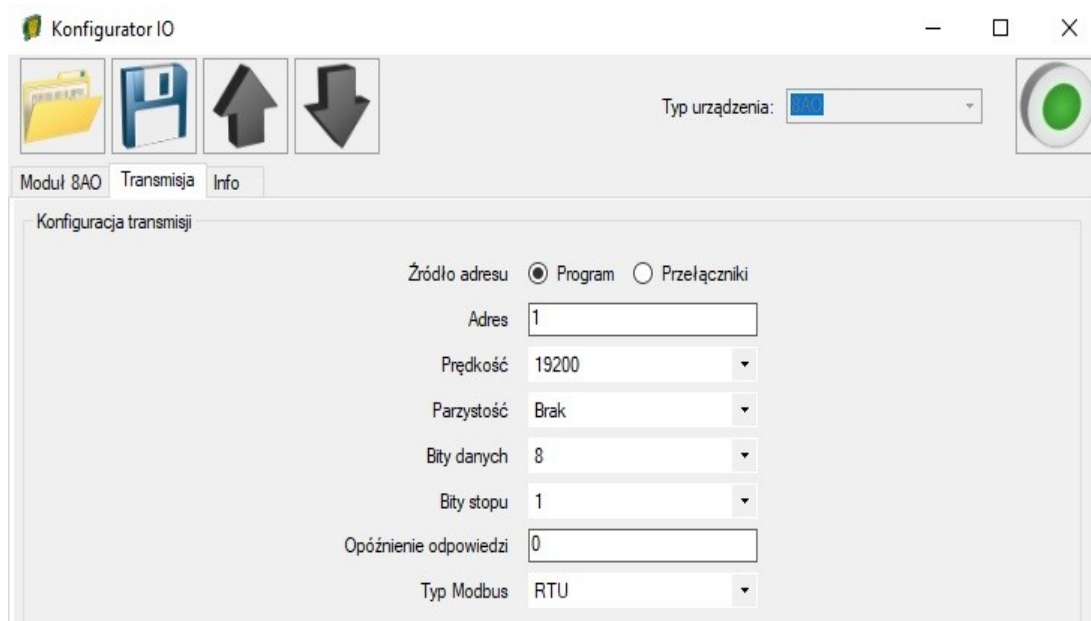 Konfigurator IO
Typ urządzenia: 8AO
Moduł 8AO Transmisja Info
Konfiguracja transmisji
Źródło adresu Program Przełączniki
Adres 1
Prędkość 19200
Parzystość Brak
Bity danych 8
Bity stopu 1
Opóźnienie odpowiedzi 0
Typ Modbus RTU